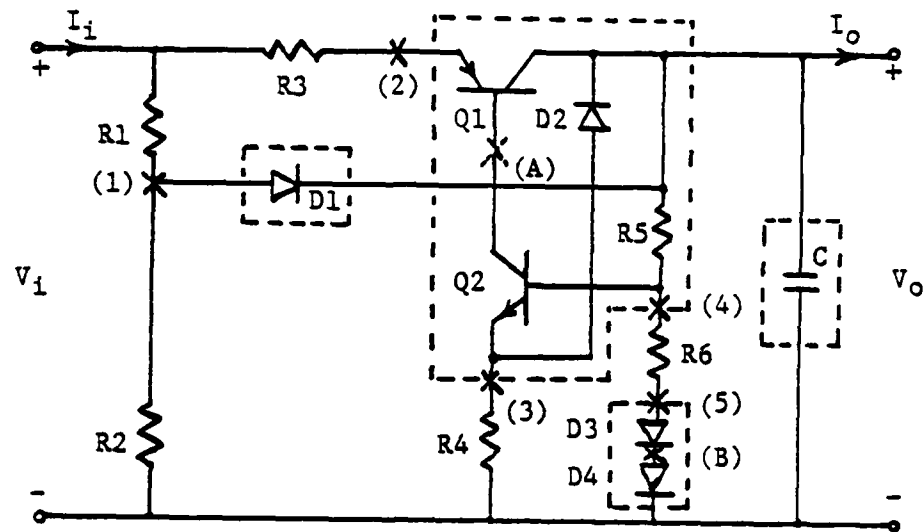 I_i
I_o
+
+
R3
(2)
Q1
D2
R1
(A)
(1)
D1
R5
C
V_i
Q2
(4)
V_o
R6
(3)
(5)
R2
R4
D3
(B)
D4
-
-